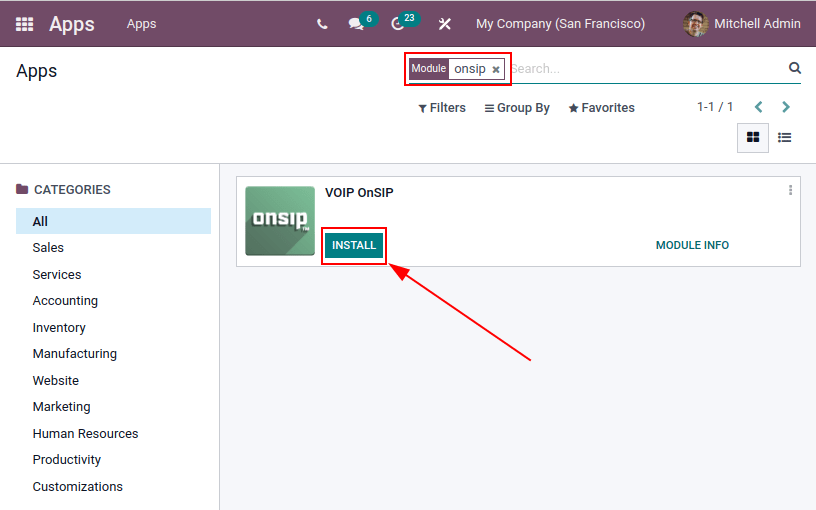 Apps Apps 6 23 My Company (San Francisco) Mitchell Admin
Apps Module onsip × Search...
Filters Group By Favorites 1-1 / 1
CATEGORIES
All
Sales
Services
Accounting
Inventory
Manufacturing
Website
Marketing
Human Resources
Productivity
Customizations
onsip™
VOIP OnSIP
INSTALL MODULE INFO